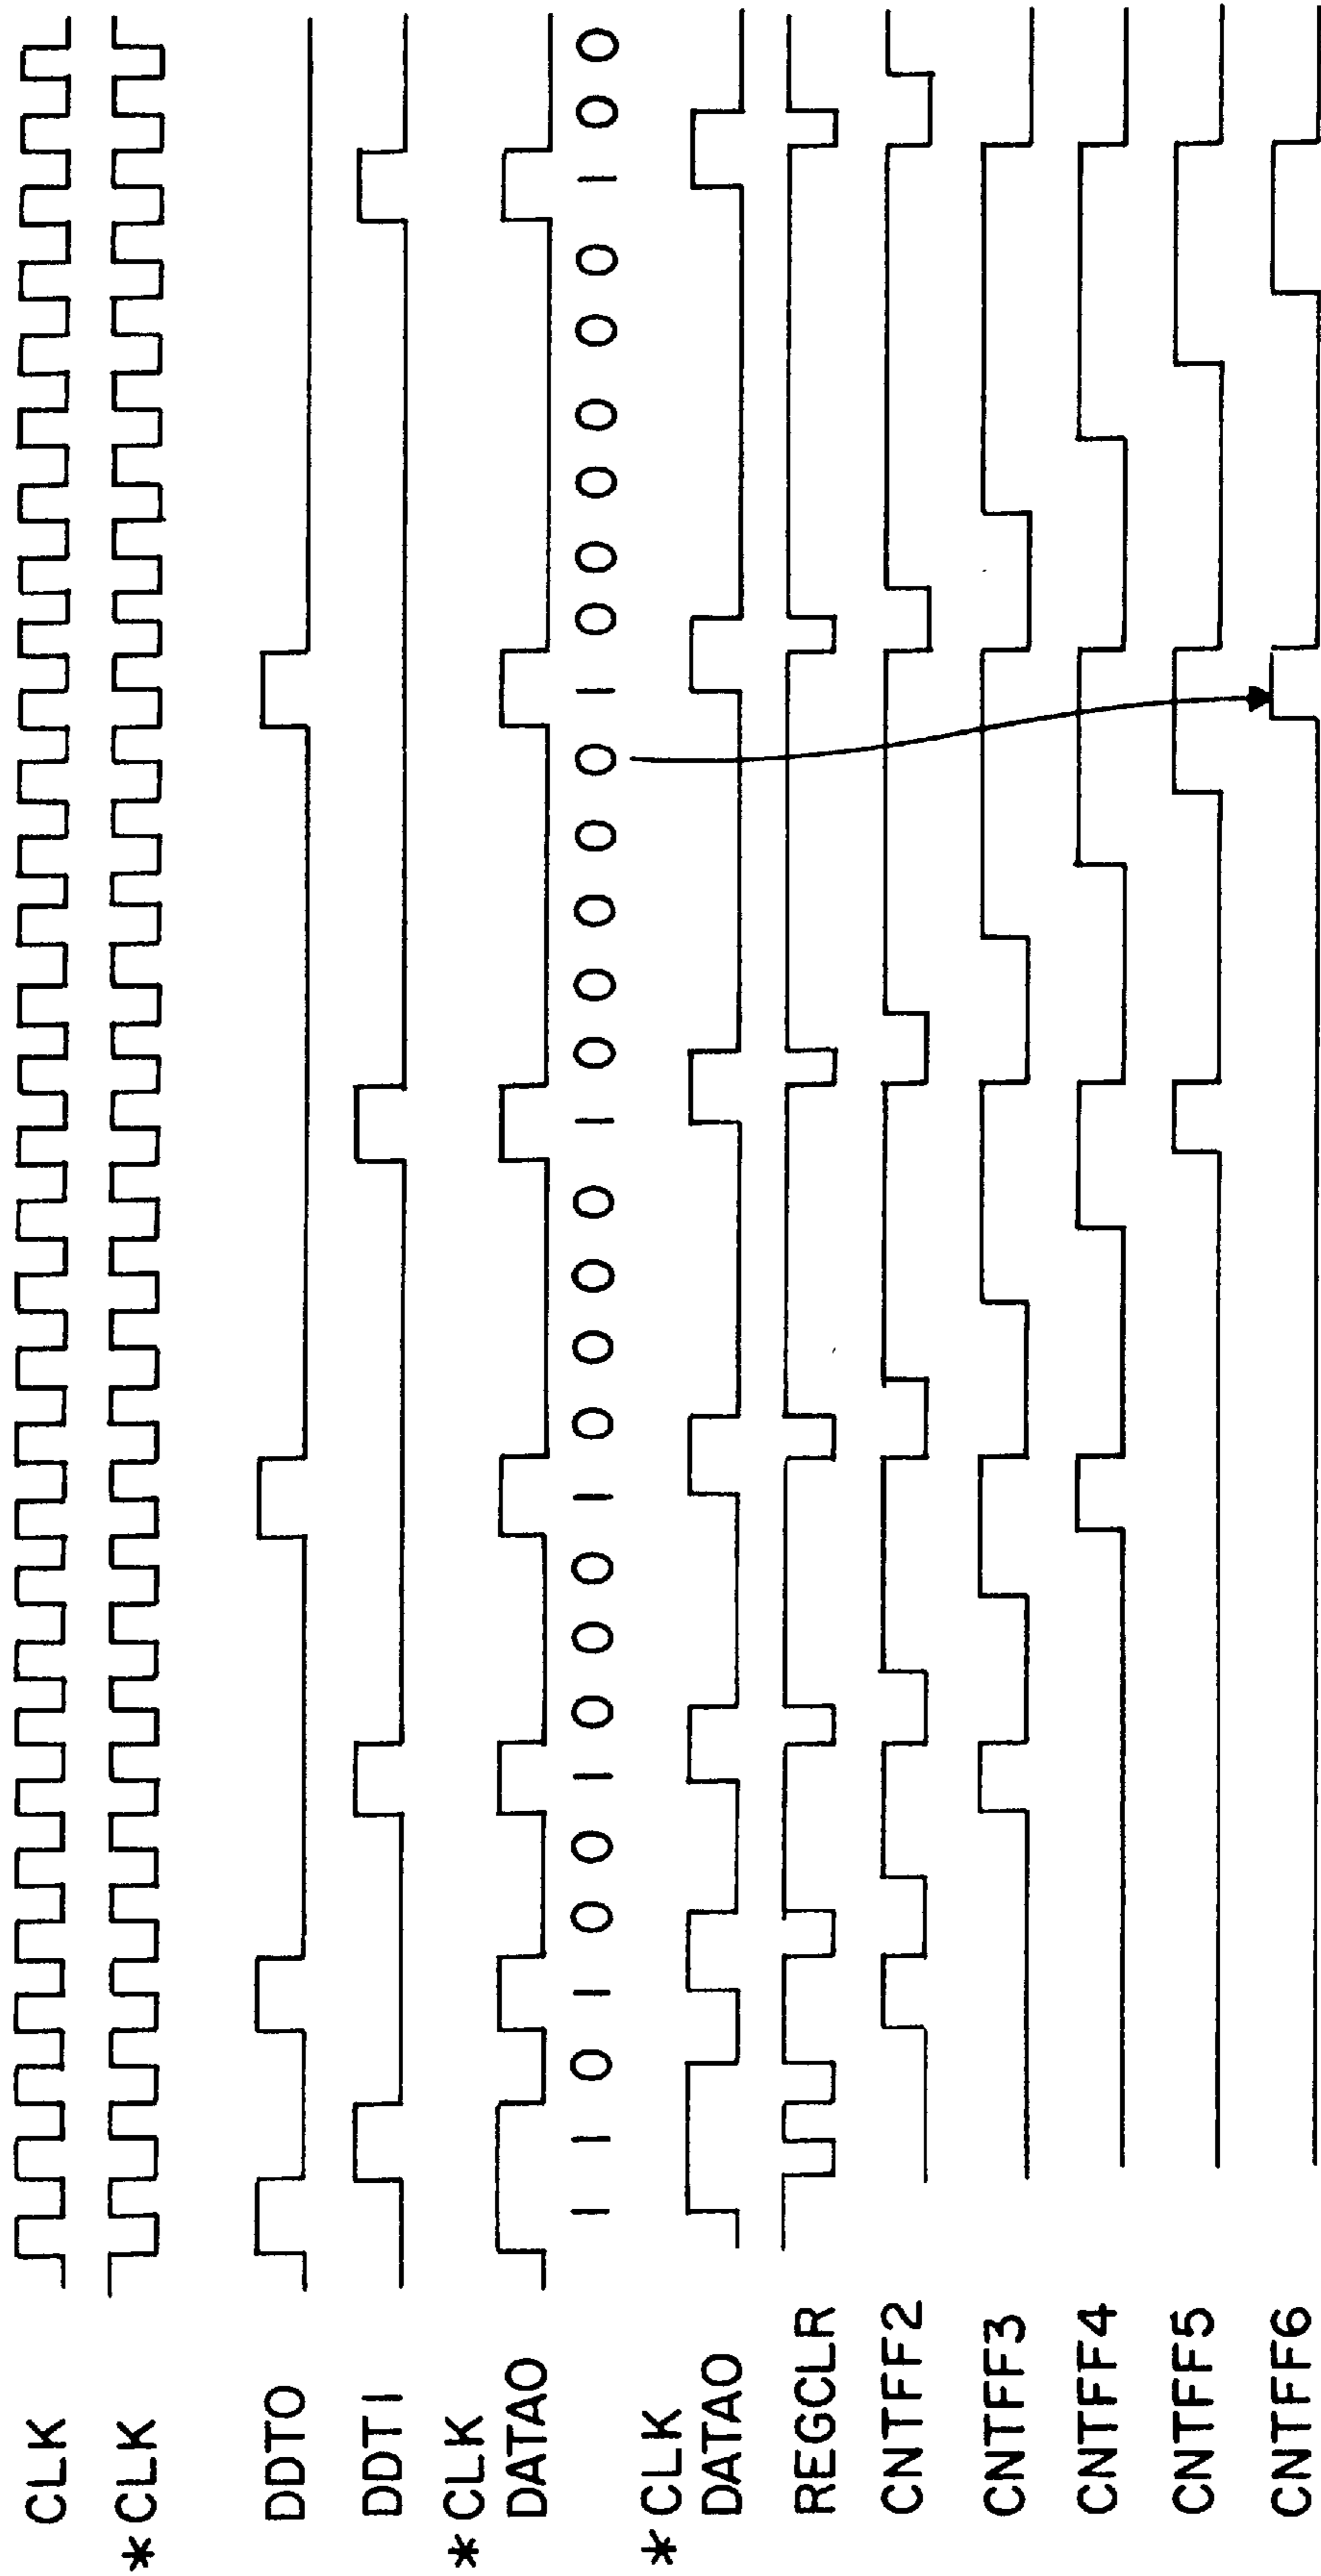 CLK
*CLK
DDT0
DDT1
*CLK
DATA0
1 1 0 1 0 0 1 0 0 0 1 0 0 0 0 1 0 0 0 0 0 1 0 0 0 0 0 0 1 0 0
*CLK
DATA0
REGCLR
CNTFF2
CNTFF3
CNTFF4
CNTFF5
CNTFF6